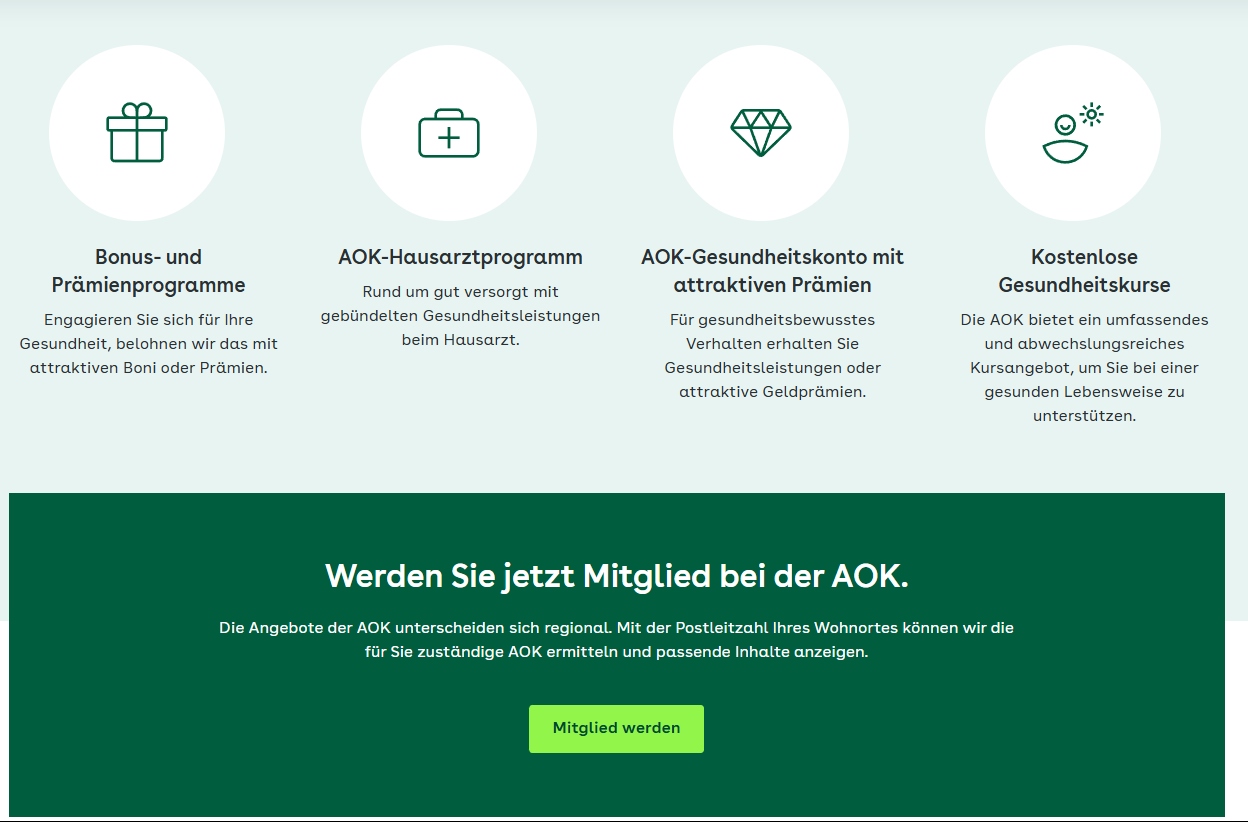 Bonus- und
Prämienprogramme
Engagieren Sie sich für Ihre
Gesundheit, belohnen wir das mit
attraktiven Boni oder Prämien.
AOK-Hausarztprogramm
Rund um gut versorgt mit
gebündelten Gesundheitsleistungen
beim Hausarzt.
AOK-Gesundheitskonto mit
attraktiven Prämien
Für gesundheitsbewusstes
Verhalten erhalten Sie
Gesundheitsleistungen oder
attraktive Geldprämien.
Kostenlose
Gesundheitskurse
Die AOK bietet ein umfassendes
und abwechslungsreiches
Kursangebot, um Sie bei einer
gesunden Lebensweise zu
unterstützen.
Werden Sie jetzt Mitglied bei der AOK.
Die Angebote der AOK unterscheiden sich regional. Mit der Postleitzahl Ihres Wohnortes können wir die
für Sie zuständige AOK ermitteln und passende Inhalte anzeigen.
Mitglied werden